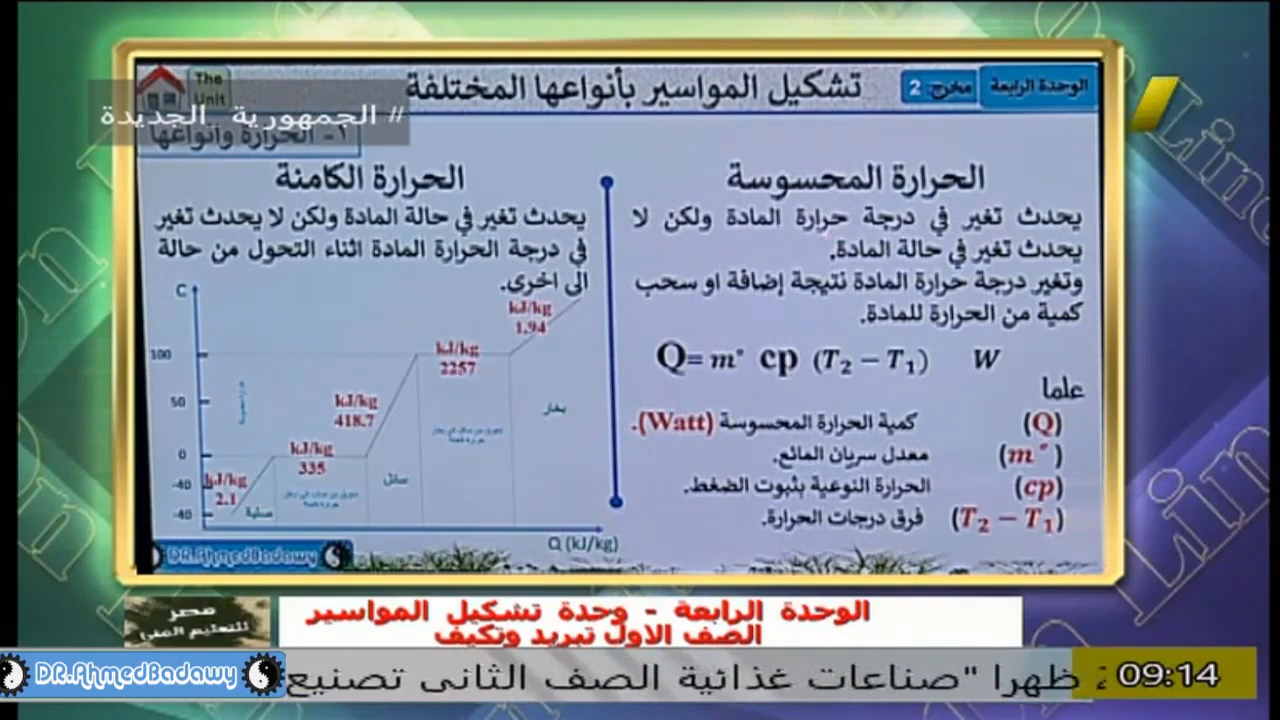 الوحدة الرابعة
مخرج: 2
تشكيل المواسير بأنواعها المختلفة
The
Unit
# الجمهورية الجديدة
٢- الحرارة وأنواعها
الحرارة المحسوسة
يحدث تغير في درجة حرارة المادة ولكن لا
يحدث تغير في حالة المادة.
وتغير درجة حرارة المادة نتيجة إضافة او سحب
كمية من الحرارة للمادة.
Q= m° cp (T₂ − T₁) W
علما
(Q) كمية الحرارة المحسوسة (Watt).
(m°) معدل سريان المائع.
(cp) الحرارة النوعية بثبوت الضغط.
(T₂ − T₁) فرق درجات الحرارة.
الحرارة الكامنة
يحدث تغير في حالة المادة ولكن لا يحدث تغير
في درجة الحرارة المادة اثناء التحول من حالة
الى اخرى.
C
kJ/kg
1.94
100
kJ/kg
2257
50
kJ/kg
418.7
بخار
0
kJ/kg
335
-40
kJ/kg
2.1
سائل
-40
صلبة
Q (kJ/kg)
DR.AhmedBadawy
مصر
للتعليم الفنى
الوحدة الرابعة - وحدة تشكيل المواسير
الصف الاول تبريد وتكيف
DR.AhmedBadawy
ظهرا "صناعات غذائية الصف الثانى تصنيع
09:14